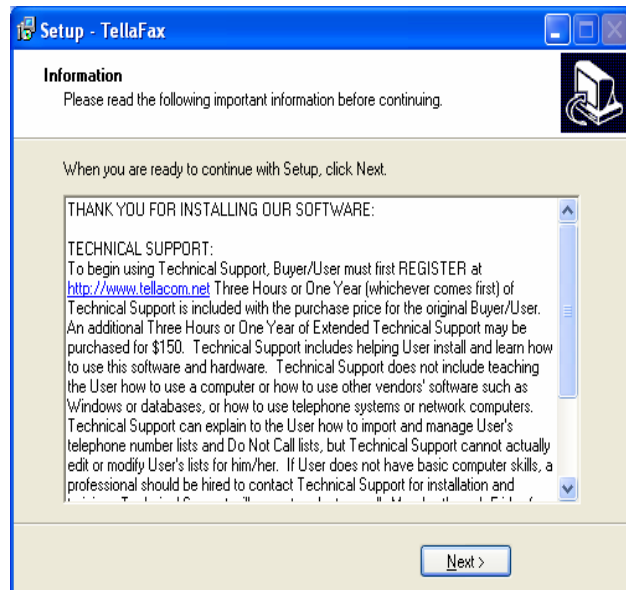 Setup - TellaFax
Information
Please read the following important information before continuing.
When you are ready to continue with Setup, click Next.
THANK YOU FOR INSTALLING OUR SOFTWARE:
TECHNICAL SUPPORT:
To begin using Technical Support, Buyer/User must first REGISTER at
http://www.tellacom.net Three Hours or One Year (whichever comes first) of
Technical Support is included with the purchase price for the original Buyer/User.
An additional Three Hours or One Year of Extended Technical Support may be
purchased for $150.  Technical Support includes helping User install and learn how
to use this software and hardware.  Technical Support does not include teaching
the User how to use a computer or how to use other vendors' software such as
Windows or databases, or how to use telephone systems or network computers.
Technical Support can explain to the User how to import and manage User's
telephone number lists and Do Not Call lists, but Technical Support cannot actually
edit or modify User's lists for him/her.  If User does not have basic computer skills, a
professional should be hired to contact Technical Support for installation and
Next >